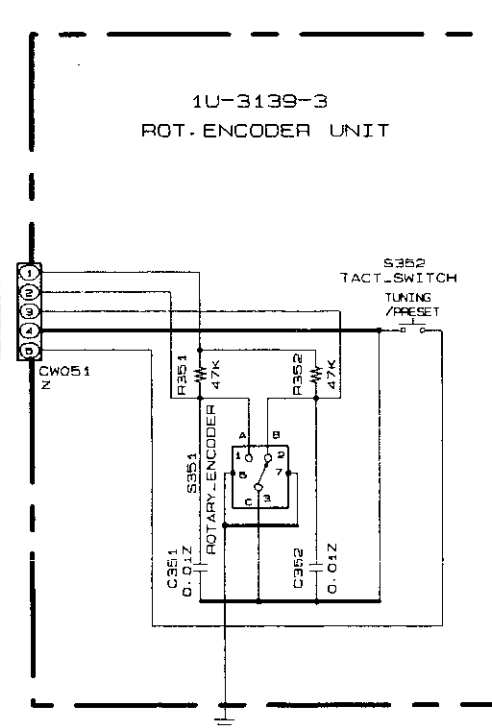 1U-3139-3
ROT. ENCODER UNIT
S352
TACT_SWITCH
TUNING
/PRESET
1
2
3
4
5
CW051
Z
R351
47K
R352
47K
S351
ROTARY_ENCODER
A
B
1
2
6
7
C
3
C351
0.01Z
C352
0.01Z